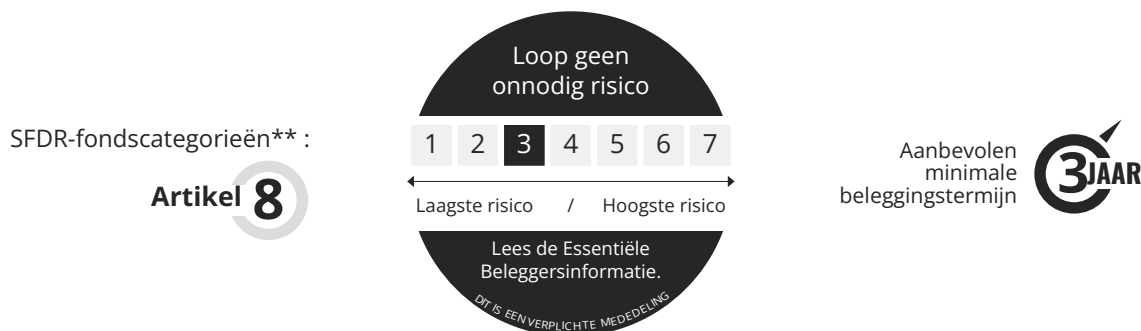 SFDR-fondscategorieën** :
Artikel 8
Loop geen
onnodig risico
1 2 3 4 5 6 7
Laagste risico / Hoogste risico
Lees de Essentiële
Beleggersinformatie.
DIT IS EEN VERPLICHTE MEDEDELING
Aanbevolen
minimale
beleggingstermijn
3 JAAR